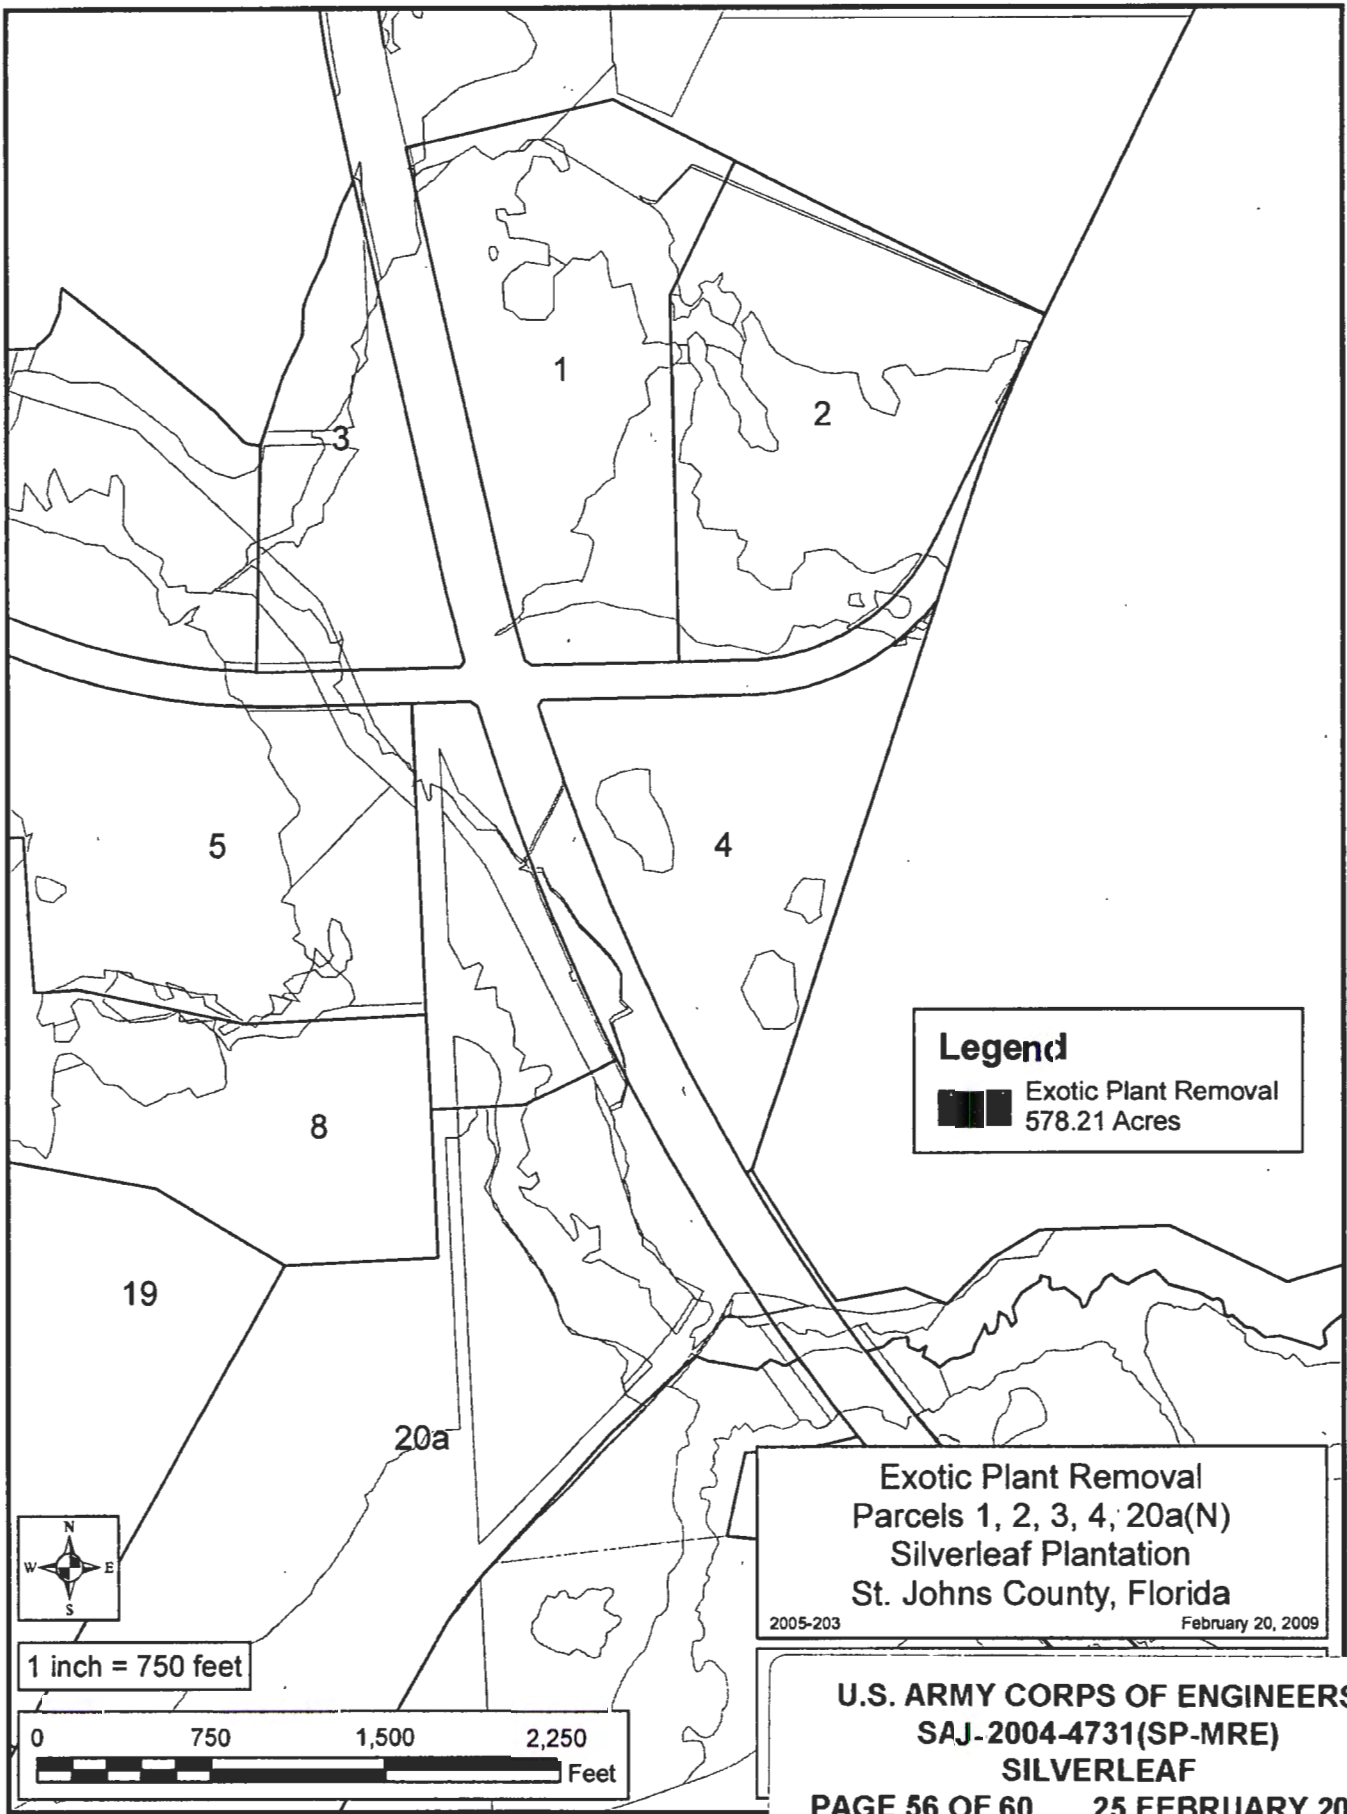 1
2
3
4
5
8
19
20a
Legend
Exotic Plant Removal
578.21 Acres
N
W E
S
1 inch = 750 feet
0 750 1,500 2,250
Feet
Exotic Plant Removal
Parcels 1, 2, 3, 4, 20a(N)
Silverleaf Plantation
St. Johns County, Florida
2005-203 February 20, 2009
U.S. ARMY CORPS OF ENGINEERS
SAJ-2004-4731(SP-MRE)
SILVERLEAF
PAGE 56 OF 60 25 FEBRUARY 20